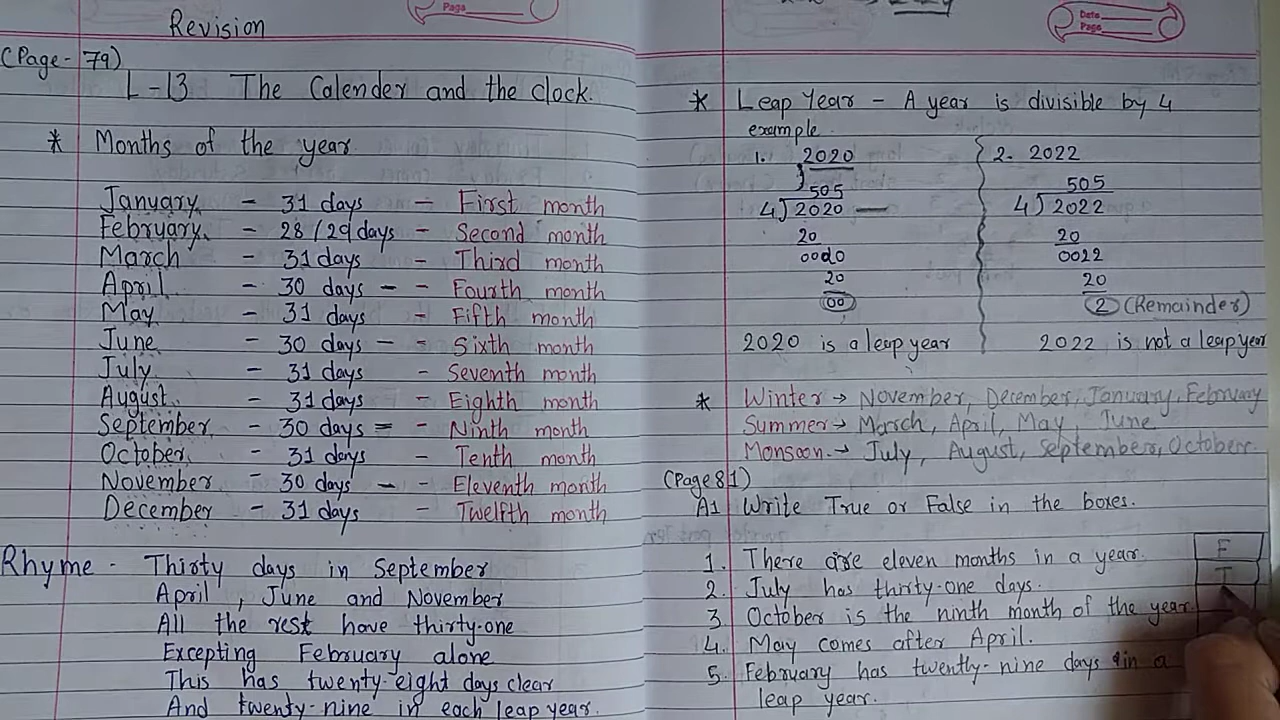 Page
Revision
(Page-79)
L-13 The Calender and the clock.
* Months of the year
January - 31 days - First month
February - 28/29 days - Second month
March - 31 days - Third month
April - 30 days - - Fourth month
May - 31 days - Fifth month
June - 30 days - - Sixth month
July - 31 days - Seventh month
August - 31 days - Eighth month
September - 30 days = - Ninth month
October - 31 days - Tenth month
November - 30 days - - Eleventh month
December - 31 days - Twelfth month
Rhyme - Thirty days in September
April, June and November
All the rest have thirty-one
Excepting February alone
This has twenty-eight days clear
And twenty-nine in each leap year.
Date
Page
* Leap Year - A year is divisible by 4
example
1. 2020
505
4)2020
20
0020
20
00
2020 is a leap year
2. 2022
505
4)2022
20
0022
20
2 (Remainder)
2022 is not a leap year
* Winter → November, December, January, February
Summer → March, April, May, June
Monsoon → July, August, September, October.
(Page 81)
A1 Write True or False in the boxes.
1. There are eleven months in a year. F
2. July has thirty-one days. T
3. October is the ninth month of the year.
4. May comes after April.
5. February has twently-nine days in a
leap year.